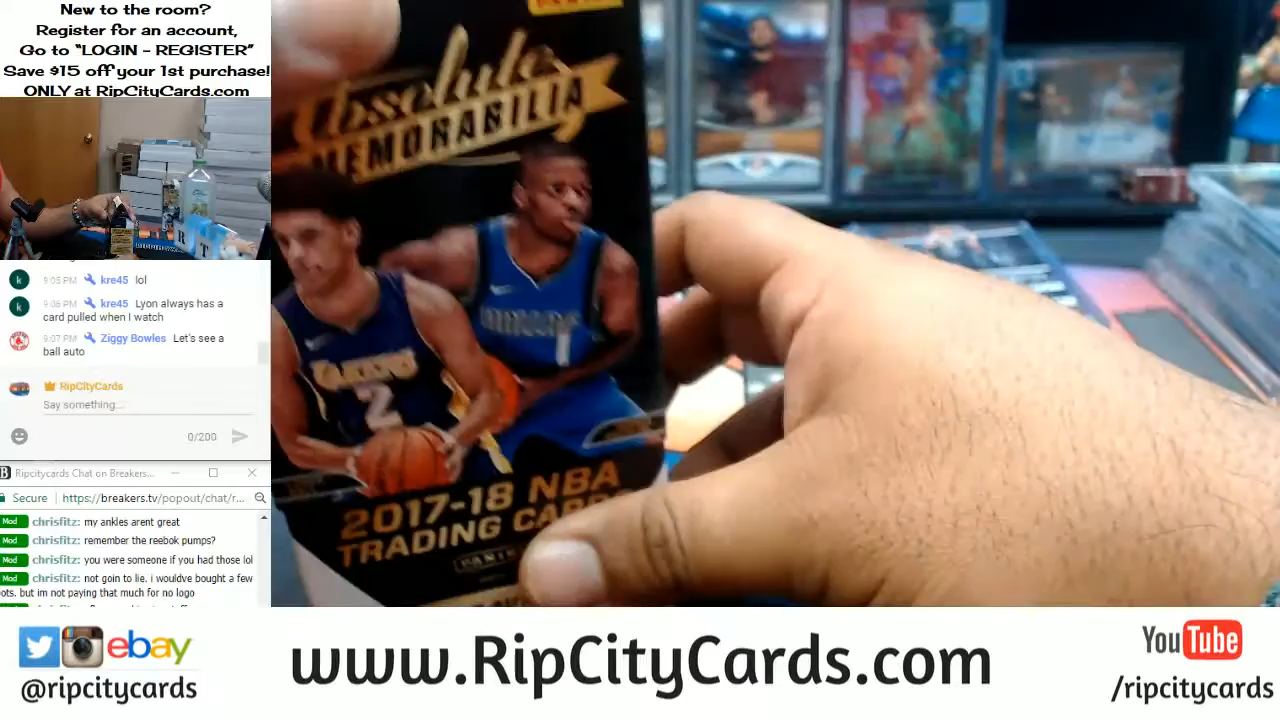 New to the room?
Register for an account,
Go to “LOGIN - REGISTER”
Save $15 off your 1st purchase!
ONLY at RipCityCards.com
k 9:05 PM kre45 lol
k 9:06 PM kre45 Lyon always has a
card pulled when I watch
9:07 PM Ziggy Bowles Let's see a
ball auto
RipCityCards
Say something...
0/200
Ripcitycards Chat on Breakers...
Secure https://breakers.tv/popout/chat/r...
Mod chrisfitz: my ankles arent great
Mod chrisfitz: remember the reebok pumps?
Mod chrisfitz: you were someone if you had those lol
Mod chrisfitz: not goin to lie. i wouldve bought a few
ots. but im not paying that much for no logo
Absolute
MEMORABILIA
LAKERS
2
1
2017-18 NBA
TRADING
PANINI
R T
ebay
@ripcitycards
www.RipCityCards.com
YouTube
/ripcitycards